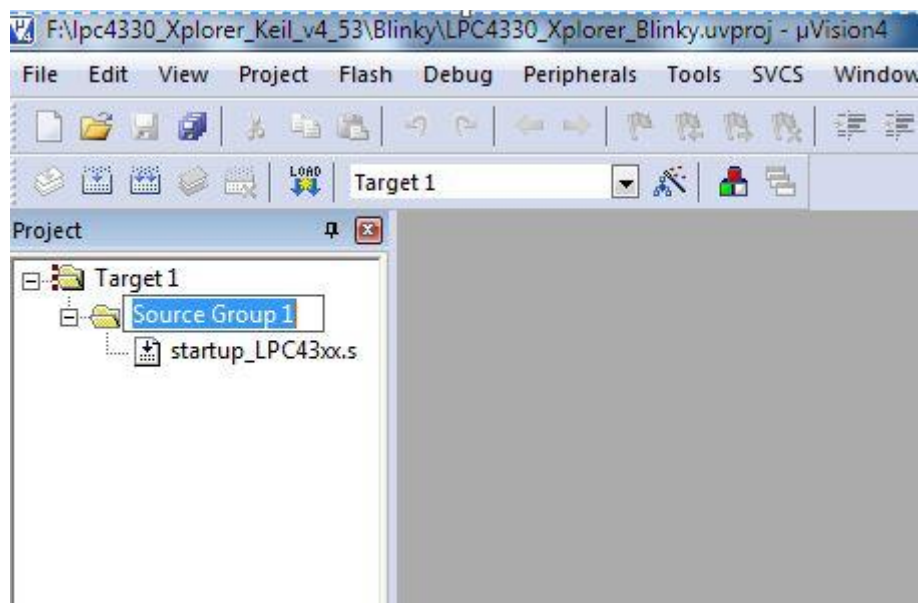 F:\lpc4330_Xplorer_Keil_v4_53\Blinky\LPC4330_Xplorer_Blinky.uvproj - µVision4
File Edit View Project Flash Debug Peripherals Tools SVCS Window
LOAD Target 1
Project
Target 1
Source Group 1
startup_LPC43xx.s